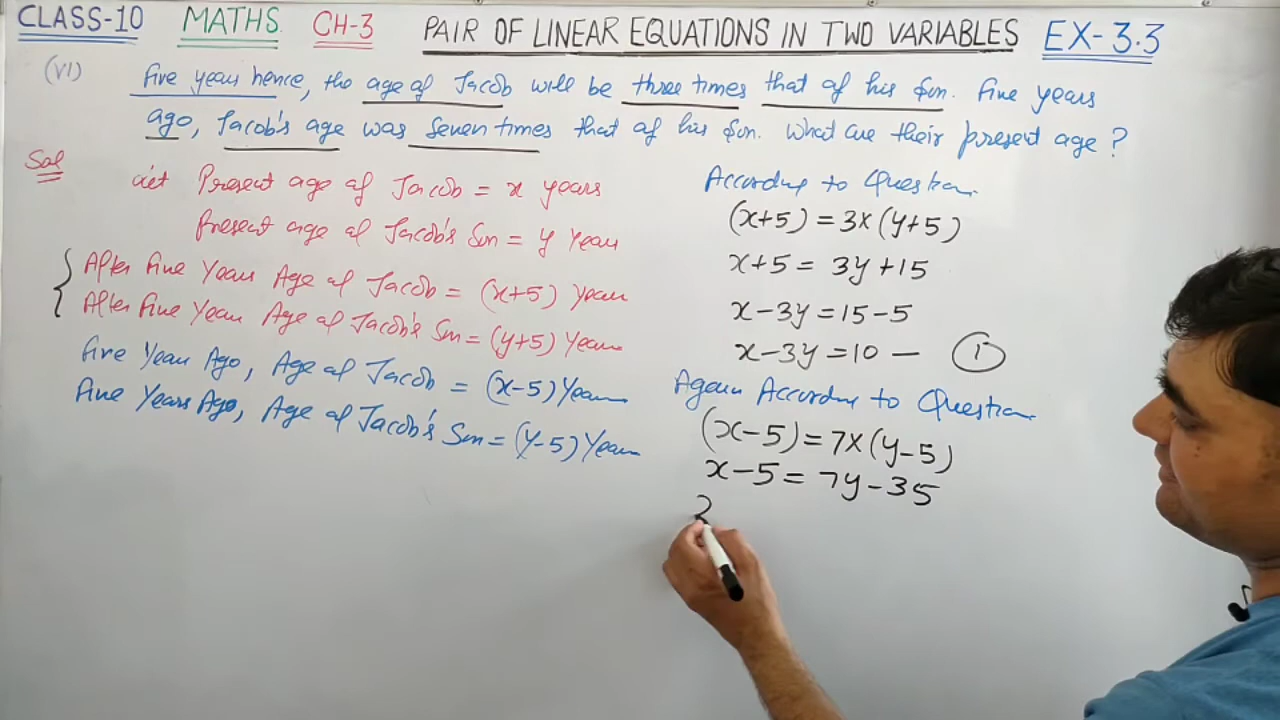 CLASS-10 MATHS CH-3 PAIR OF LINEAR EQUATIONS IN TWO VARIABLES EX-3.3
(VI) five years hence, the age of Jacob will be three times that of his son. five years
ago, Jacob's age was seven times that of his son. What are their present age?
Sol
Let Present age of Jacob = x years
Present age of Jacob's Son = y Year
After five Years Age of Jacob = (x+5) Years
After five Years Age of Jacob's Son = (y+5) Years
five Years Ago, Age of Jacob = (x-5) Years
five Years Ago, Age of Jacob's Son = (y-5) Years
According to Question.
(x+5) = 3x(y+5)
x+5 = 3y+15
x-3y = 15-5
x-3y = 10 — (i)
Again According to Question
(x-5) = 7x(y-5)
x-5 = 7y-35